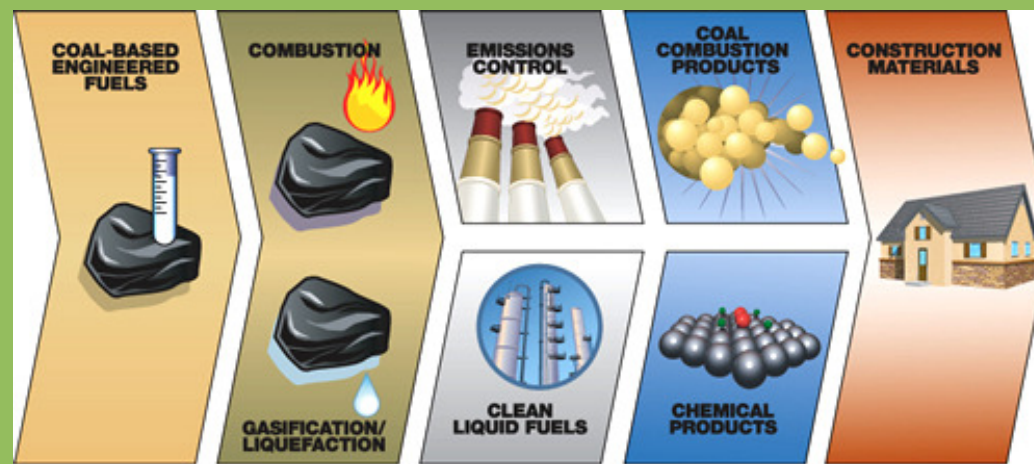 COAL-BASED
ENGINEERED
FUELS
COMBUSTION
GASIFICATION/
LIQUEFACTION
EMISSIONS
CONTROL
CLEAN
LIQUID FUELS
COAL
COMBUSTION
PRODUCTS
CHEMICAL
PRODUCTS
CONSTRUCTION
MATERIALS